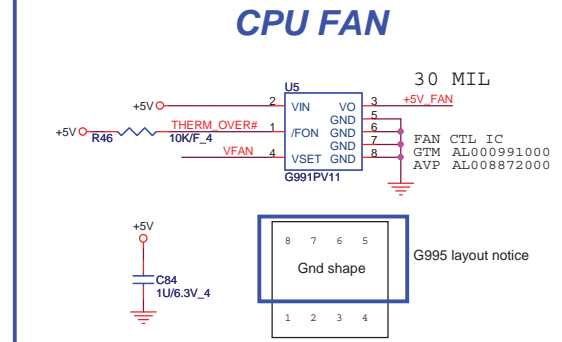 CPU FAN
30 MIL
U5
+5V
2 VIN VO 3 +5V_FAN
GND 5
+5V R46 10K/F_4 THERM_OVER# 1 /FON GND 6
GND 7
VFAN 4 VSET GND 8
G991PV11
FAN CTL IC
GTM AL000991000
AVP AL008872000
+5V
C84
1U/6.3V_4
8 7 6 5
Gnd shape
1 2 3 4
G995 layout notice